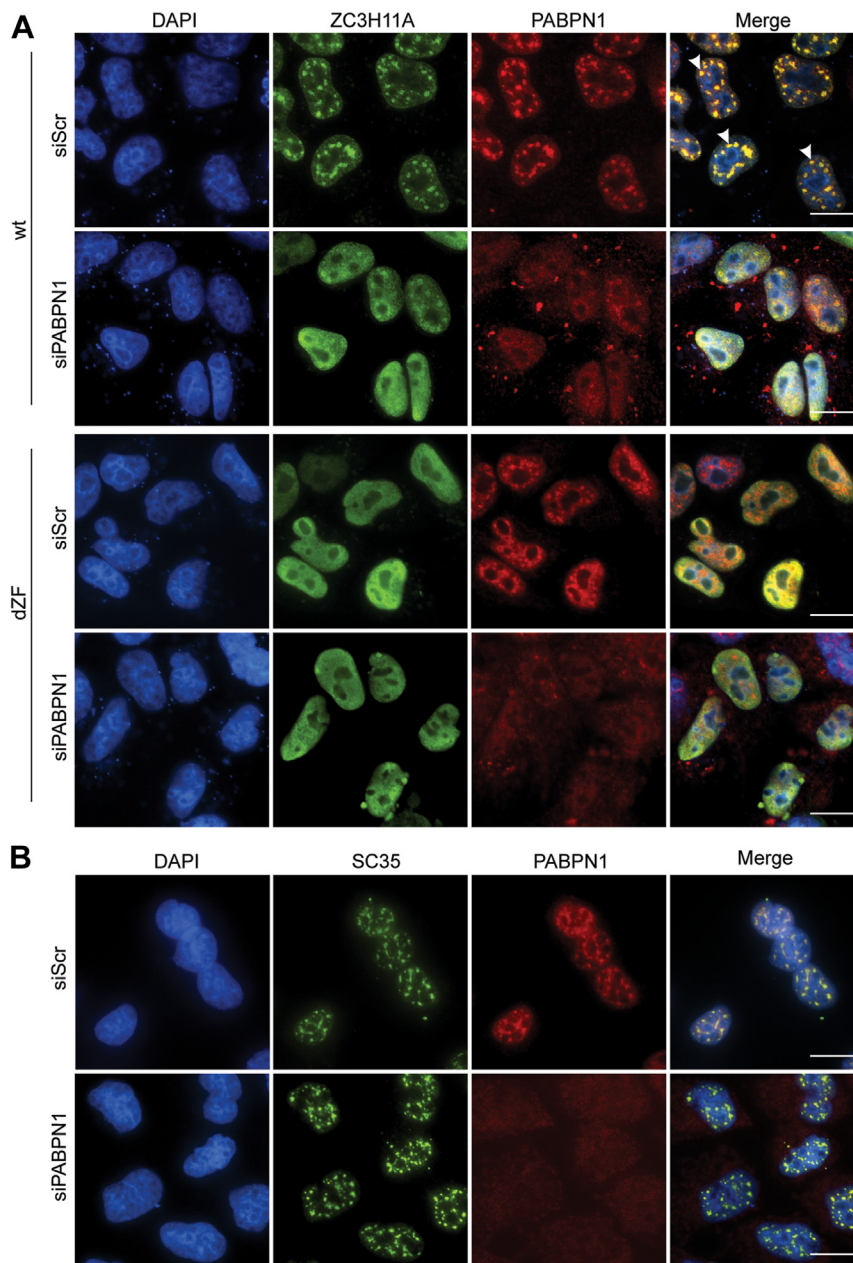 A
DAPI ZC3H11A PABPN1 Merge
wt
siScr
siPABPN1
dZF
siScr
siPABPN1
B
DAPI SC35 PABPN1 Merge
siScr
siPABPN1